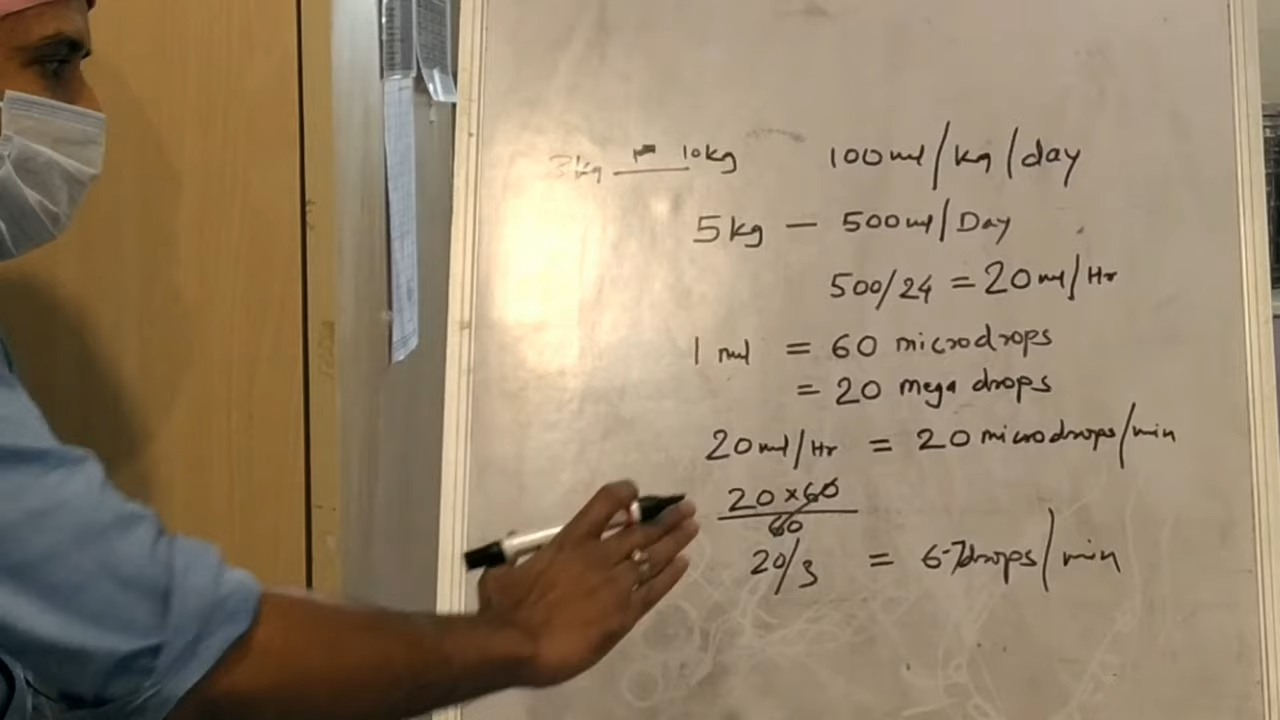 3kg — 10kg 100ml/kg/day
5kg — 500ml/Day
500/24 = 20ml/Hr
1 ml = 60 microdrops
= 20 mega drops
20ml/Hr = 20 microdrops/min
20 x 60
60
20/3 = 6-7drops/min